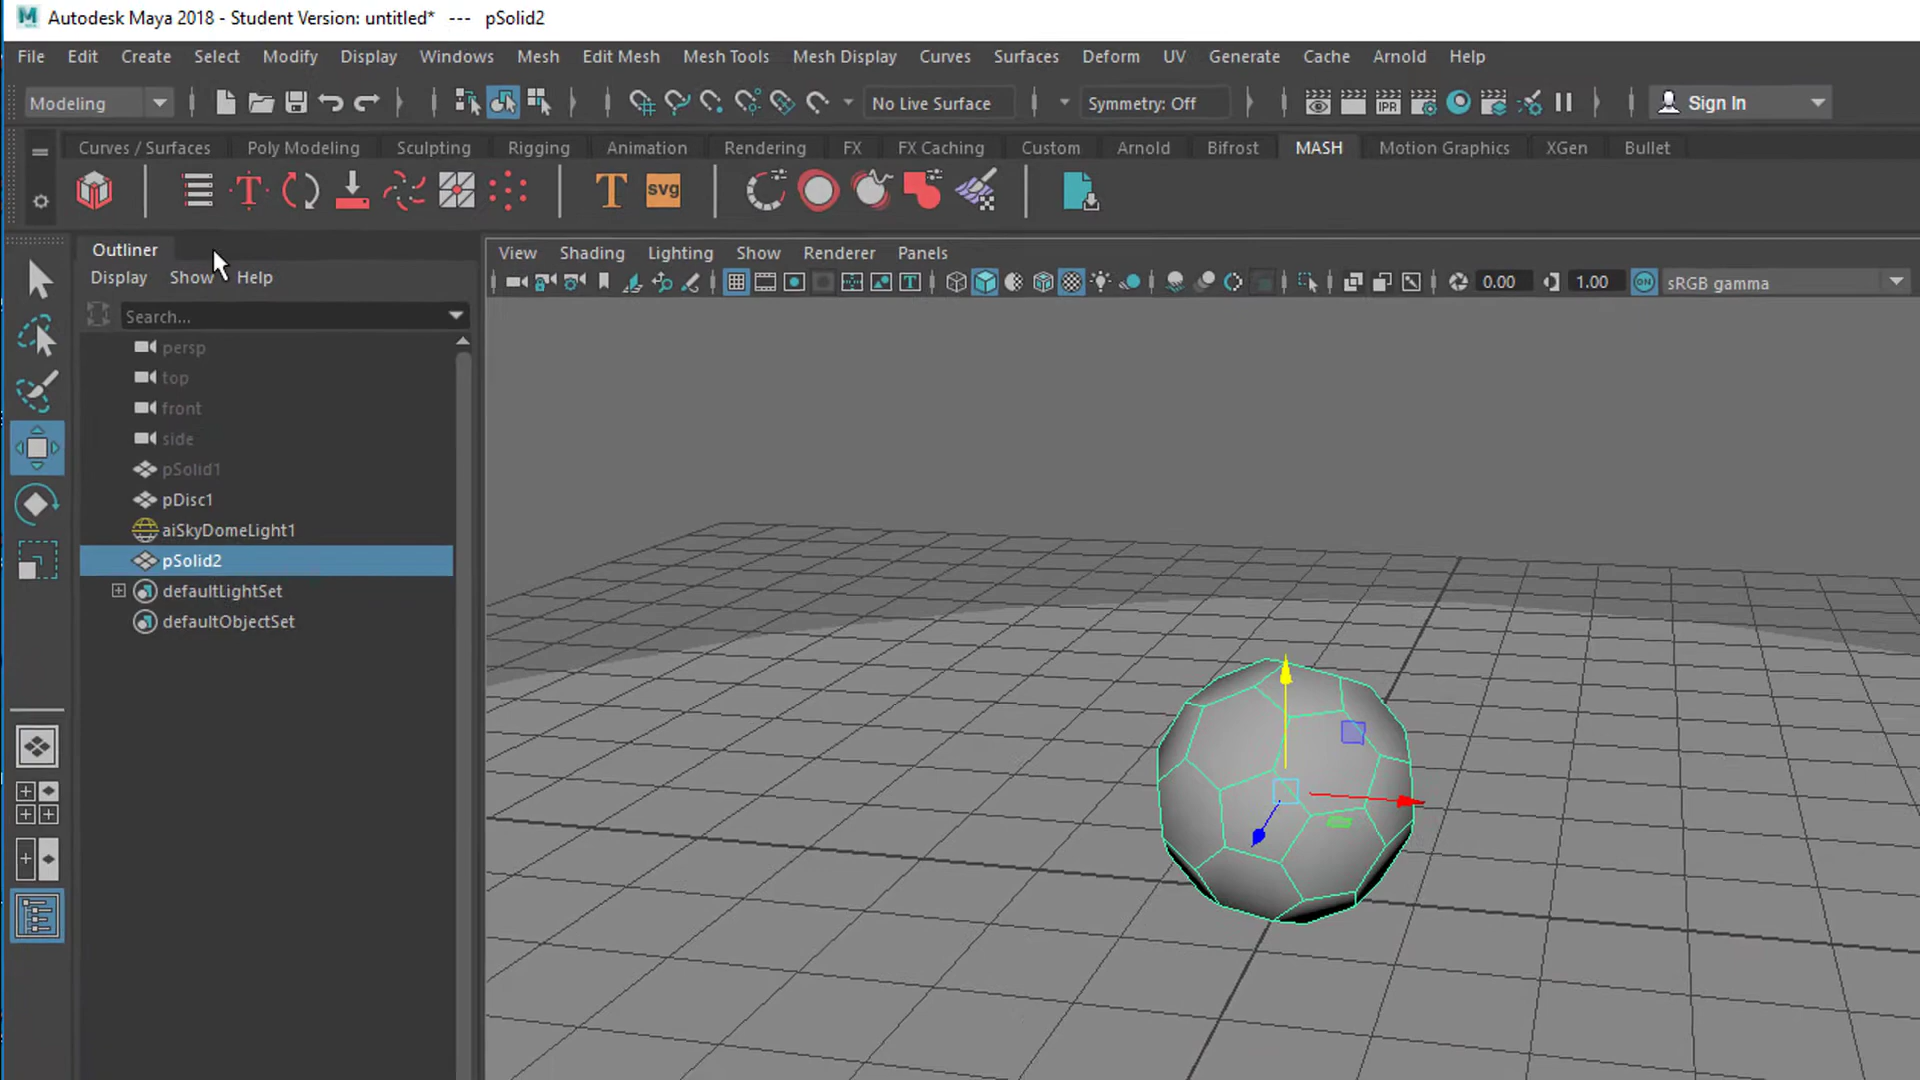 Autodesk Maya 2018 - Student Version: untitled*   ---   pSolid2
File Edit Create Select Modify Display Windows Mesh Edit Mesh Mesh Tools Mesh Display Curves Surfaces Deform UV Generate Cache Arnold Help
Modeling No Live Surface Symmetry: Off IPR Sign In
Curves / Surfaces Poly Modeling Sculpting Rigging Animation Rendering FX FX Caching Custom Arnold Bifrost MASH Motion Graphics XGen Bullet
T T svg
Outliner
Display Show Help
View Shading Lighting Show Renderer Panels
T 0.00 1.00 ON sRGB gamma
Search...
persp
top
front
side
pSolid1
pDisc1
aiSkyDomeLight1
pSolid2
defaultLightSet
defaultObjectSet